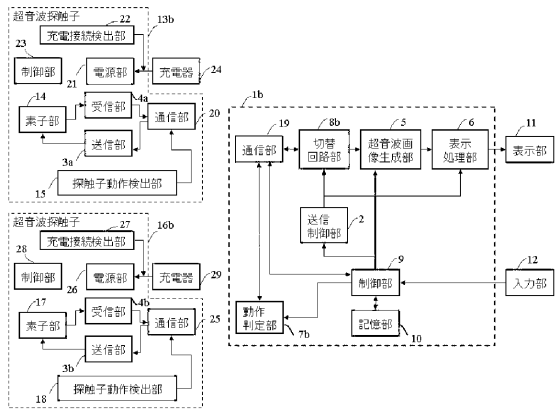 超音波探触子
22
13b
充電接続検出部
23
制御部
電源部
充電器
21
24
14
4a
受信部
素子部
通信部
20
送信部
3a
15
探触子動作検出部
超音波探触子
27
16b
充電接続検出部
28
制御部
電源部
充電器
26
29
17
4b
受信部
素子部
通信部
25
送信部
3b
18
探触子動作検出部
1b
19
8b
5
6
11
通信部
切替
回路部
超音波画
像生成部
表示
処理部
表示部
送信
制御部
2
9
12
制御部
入力部
動作
判定部
7b
記憶部
10